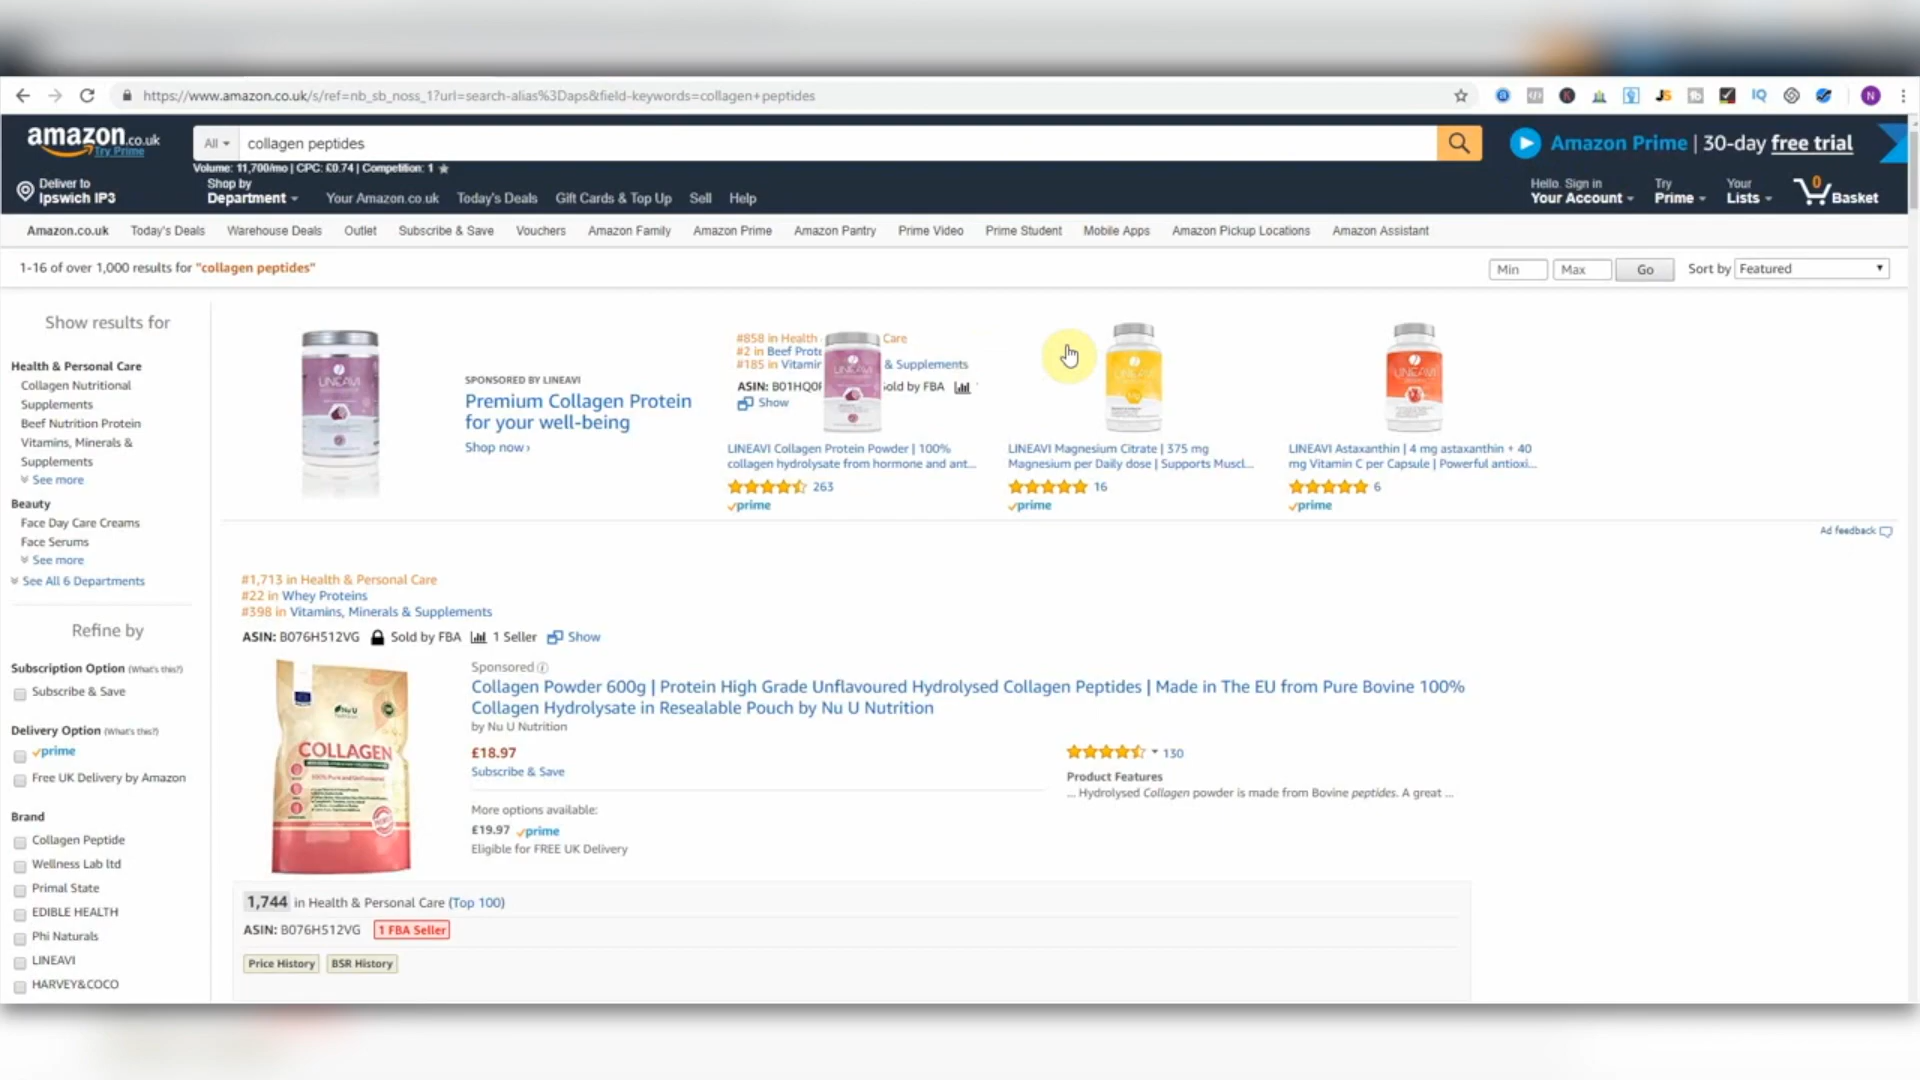 https://www.amazon.co.uk/s/ref=nb_sb_noss_1?url=search-alias%3Daps&field-keywords=collagen+peptides
amazon.co.uk
Try Prime
All
collagen peptides
Amazon Prime | 30-day free trial
Volume: 11,700/mo | CPC: £0.74 | Competition: 1
Deliver to
Ipswich IP3
Shop by
Department
Your Amazon.co.uk
Today's Deals
Gift Cards & Top Up
Sell
Help
Hello. Sign in
Your Account
Try
Prime
Your
Lists
0
Basket
Amazon.co.uk
Today's Deals
Warehouse Deals
Outlet
Subscribe & Save
Vouchers
Amazon Family
Amazon Prime
Amazon Pantry
Prime Video
Prime Student
Mobile Apps
Amazon Pickup Locations
Amazon Assistant
1-16 of over 1,000 results for "collagen peptides"
Min
Max
Go
Sort by
Featured
Show results for
Health & Personal Care
Collagen Nutritional
Supplements
Beef Nutrition Protein
Vitamins, Minerals &
Supplements
See more
Beauty
Face Day Care Creams
Face Serums
See more
See All 6 Departments
Refine by
Subscription Option (What's this?)
Subscribe & Save
Delivery Option (What's this?)
prime
Free UK Delivery by Amazon
Brand
Collagen Peptide
Wellness Lab ltd
Primal State
EDIBLE HEALTH
Phi Naturals
LINEAVI
HARVEY&COCO
LINEAVI
SPONSORED BY LINEAVI
Premium Collagen Protein
for your well-being
Shop now ›
#858 in Health Care
#2 in Beef Prote
#185 in Vitamin & Supplements
ASIN: B01HQ0 Sold by FBA
Show
LINEAVI
LINEAVI Collagen Protein Powder | 100%
collagen hydrolysate from hormone and ant...
263
prime
LINEAVI
LINEAVI Magnesium Citrate | 375 mg
Magnesium per Daily dose | Supports Muscl...
16
prime
LINEAVI
LINEAVI Astaxanthin | 4 mg astaxanthin + 40
mg Vitamin C per Capsule | Powerful antioxi...
6
prime
Ad feedback
#1,713 in Health & Personal Care
#22 in Whey Proteins
#398 in Vitamins, Minerals & Supplements
ASIN: B076H512VG Sold by FBA 1 Seller Show
Nu U
COLLAGEN
Sponsored
Collagen Powder 600g | Protein High Grade Unflavoured Hydrolysed Collagen Peptides | Made in The EU from Pure Bovine 100%
Collagen Hydrolysate in Resealable Pouch by Nu U Nutrition
by Nu U Nutrition
£18.97
Subscribe & Save
More options available:
£19.97 prime
Eligible for FREE UK Delivery
130
Product Features
... Hydrolysed Collagen powder is made from Bovine peptides. A great ...
1,744 in Health & Personal Care (Top 100)
ASIN: B076H512VG 1 FBA Seller
Price History
BSR History